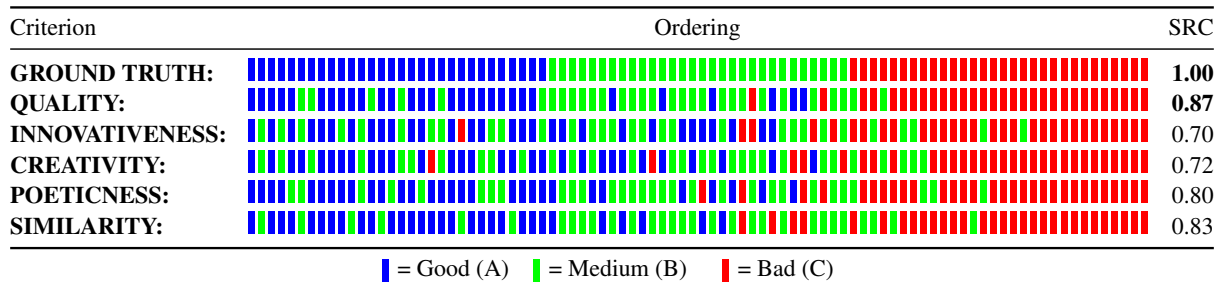 Criterion Ordering SRC
GROUND TRUTH: 1.00
QUALITY: 0.87
INNOVATIVENESS: 0.70
CREATIVITY: 0.72
POETICNESS: 0.80
SIMILARITY: 0.83
= Good (A) = Medium (B) = Bad (C)